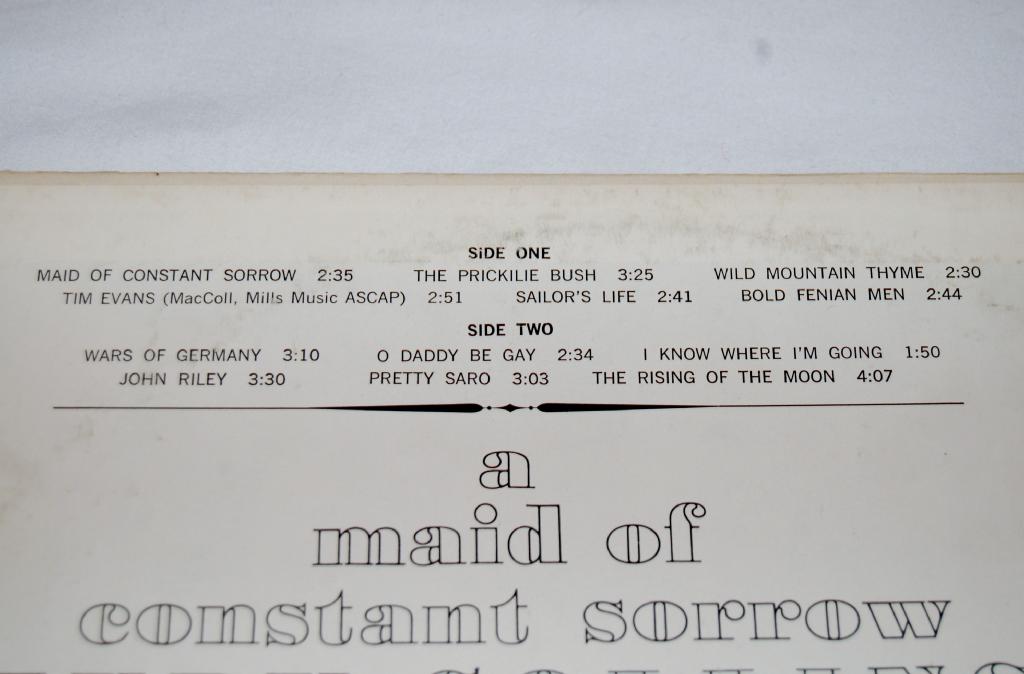 SIDE ONE
MAID OF CONSTANT SORROW 2:35 THE PRICKILIE BUSH 3:25 WILD MOUNTAIN THYME 2:30
TIM EVANS (MacColl, Mills Music ASCAP) 2:51 SAILOR'S LIFE 2:41 BOLD FENIAN MEN 2:44
SIDE TWO
WARS OF GERMANY 3:10 O DADDY BE GAY 2:34 I KNOW WHERE I'M GOING 1:50
JOHN RILEY 3:30 PRETTY SARO 3:03 THE RISING OF THE MOON 4:07
a
maid of
constant sorrow